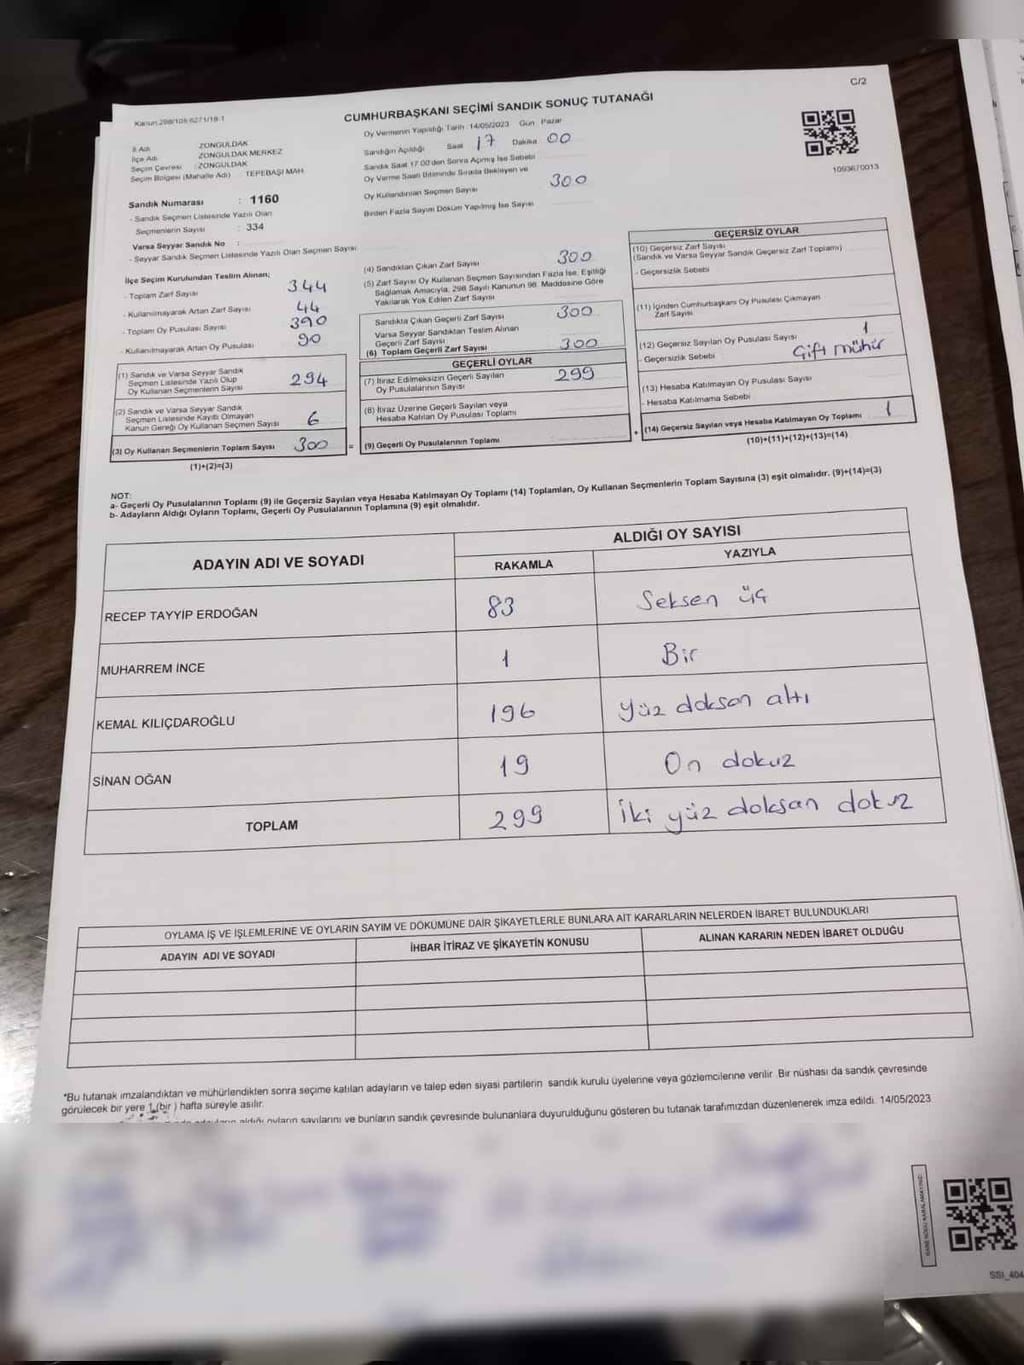 C/2
CUMHURBAŞKANI SEÇİMİ SANDIK SONUÇ TUTANAĞI
Oy Vermenin Yapıldığı Tarih : 14/05/2023 Gün Pazar
İl Adı : ZONGULDAK
İlçe Adı : ZONGULDAK MERKEZ
Seçim Çevresi : ZONGULDAK
Seçim Bölgesi (Mahalle Adı) : TEPEBAŞI MAH.
Sandığın Açıldığı Saat 17 Dakika 00
Sandık Saat 17.00'den Sonra Açılmış İse Sebebi
Oy Verme Saati Bitiminde Sırada Bekleyen ve
Oy Kullandırılan Seçmen Sayısı 300
Birden Fazla Sayım Döküm Yapılmış İse Sayısı
1093670013
Sandık Numarası : 1160
- Sandık Seçmen Listesinde Yazılı Olan
Seçmenlerin Sayısı : 334
Varsa Seyyar Sandık No :
- Seyyar Sandık Seçmen Listesinde Yazılı Olan Seçmen Sayısı
İlçe Seçim Kurulundan Teslim Alınan;
- Toplam Zarf Sayısı 344
- Kullanılmayarak Artan Zarf Sayısı 44
- Toplam Oy Pusulası Sayısı 390
- Kullanılmayarak Artan Oy Pusulası 90
(1) Sandık ve Varsa Seyyar Sandık
Seçmen Listesinde Yazılı Olup
Oy Kullanan Seçmenlerin Sayısı 294
(2) Sandık ve Varsa Seyyar Sandık
Seçmen Listesinde Kayıtlı Olmayan
Kanun Gereği Oy Kullanan Seçmen Sayısı 6
(3) Oy Kullanan Seçmenlerin Toplam Sayısı 300
(1)+(2)=(3)
(4) Sandıktan Çıkan Zarf Sayısı 300
(5) Zarf Sayısı Oy Kullanan Seçmen Sayısından Fazla İse, Eşitliği
Sağlamak Amacıyla, 298 Sayılı Kanunun 98. Maddesine Göre
Yakılarak Yok Edilen Zarf Sayısı
Sandıkta Çıkan Geçerli Zarf Sayısı 300
Varsa Seyyar Sandıktan Teslim Alınan
Geçerli Zarf Sayısı
(6) Toplam Geçerli Zarf Sayısı 300
GEÇERLİ OYLAR
(7) İtiraz Edilmeksizin Geçerli Sayılan
Oy Pusulalarının Sayısı 299
(8) İtiraz Üzerine Geçerli Sayılan veya
Hesaba Katılan Oy Pusulası Toplamı
= (9) Geçerli Oy Pusulalarının Toplamı
GEÇERSİZ OYLAR
(10) Geçersiz Zarf Sayısı
(Sandık ve Varsa Seyyar Sandık Geçersiz Zarf Toplamı)
- Geçersizlik Sebebi
(11) İçinden Cumhurbaşkanı Oy Pusulası Çıkmayan
Zarf Sayısı
(12) Geçersiz Sayılan Oy Pusulası Sayısı 1
- Geçersizlik Sebebi Çift mühür
(13) Hesaba Katılmayan Oy Pusulası Sayısı
- Hesaba Katılmama Sebebi
+ (14) Geçersiz Sayılan veya Hesaba Katılmayan Oy Toplamı 1
(10)+(11)+(12)+(13)=(14)
NOT:
a- Geçerli Oy Pusulalarının Toplamı (9) ile Geçersiz Sayılan veya Hesaba Katılmayan Oy Toplamı (14) Toplamları, Oy Kullanan Seçmenlerin Toplam Sayısına (3) eşit olmalıdır. (9)+(14)=(3)
b- Adayların Aldığı Oyların Toplamı, Geçerli Oy Pusulalarının Toplamına (9) eşit olmalıdır.
ADAYIN ADI VE SOYADI
ALDIĞI OY SAYISI
RAKAMLA YAZIYLA
RECEP TAYYİP ERDOĞAN 83 Seksen üç
MUHARREM İNCE 1 Bir
KEMAL KILIÇDAROĞLU 196 yüz doksan altı
SİNAN OĞAN 19 On dokuz
TOPLAM 299 İki yüz doksan dokuz
OYLAMA İŞ VE İŞLEMLERİNE VE OYLARIN SAYIM VE DÖKÜMÜNE DAİR ŞİKAYETLERLE BUNLARA AİT KARARLARIN NELERDEN İBARET BULUNDUKLARI
ADAYIN ADI VE SOYADI İHBAR İTİRAZ VE ŞİKAYETİN KONUSU ALINAN KARARIN NEDEN İBARET OLDUĞU
*Bu tutanak imzalandıktan ve mühürlendikten sonra seçime katılan adayların ve talep eden siyasi partilerin sandık kurulu üyelerine veya gözlemcilerine verilir. Bir nüshası da sandık çevresinde
görülecek bir yere 1 (bir ) hafta süreyle asılır.
aldığı oyların sayılarını ve bunların sandık çevresinde bulunanlara duyurulduğunu gösteren bu tutanak tarafımızdan düzenlenerek imza edildi. 14/05/2023
SSI_404